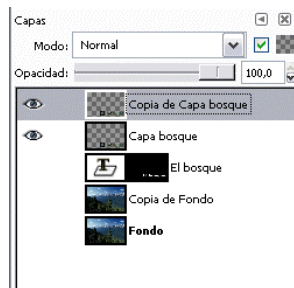 Capas
Modo: Normal
Opacidad: 100,0
Copia de Capa bosque
Capa bosque
El bosque
Copia de Fondo
Fondo